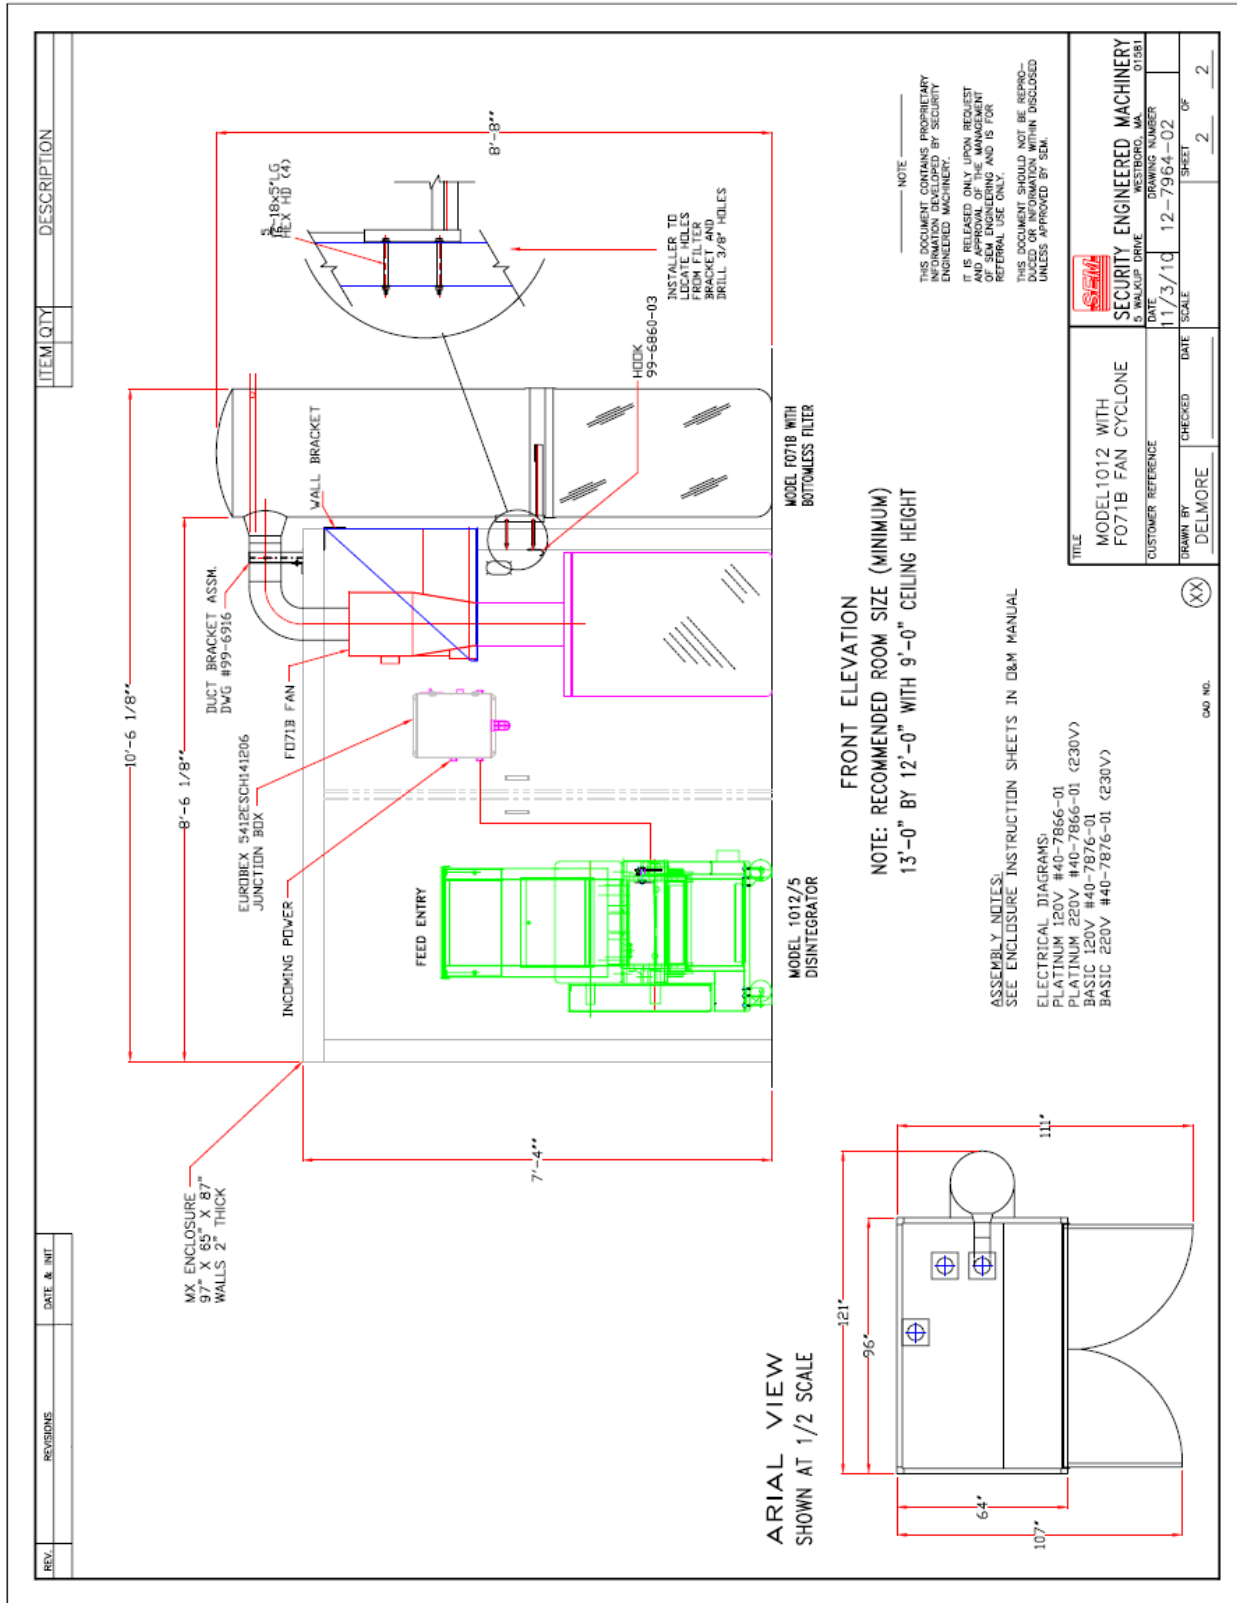 REV.
REVISIONS
DATE & INIT
ITEM
QTY
DESCRIPTION
MX ENCLOSURE
97" X 65" X 87"
WALLS 2" THICK
10'-6 1/8"
8'-6 1/8"
7'-4"
8'-8"
INCOMING POWER
EUROBEX 5412ESCH141206
JUNCTION BOX
FO71B FAN
DUCT BRACKET ASSM.
DWG #99-6916
WALL BRACKET
HEX HD (4)
INSTALLER TO
LOCATE HOLES
FROM FILTER
BRACKET AND
DRILL 3/8" HOLES
HOOK
99-6860-03
FEED ENTRY
MODEL 1012/5
DISINTEGRATOR
MODEL F071B WITH
BOTTOMLESS FILTER
FRONT ELEVATION
NOTE: RECOMMENDED ROOM SIZE (MINIMUM)
13'-0" BY 12'-0" WITH 9'-0" CEILING HEIGHT
ARIAL VIEW
SHOWN AT 1/2 SCALE
121"
96"
64"
107"
111"
ASSEMBLY NOTES:
SEE ENCLOSURE INSTRUCTION SHEETS IN O&M MANUAL
ELECTRICAL DIAGRAMS:
PLATINUM 120V #40-7866-01
PLATINUM 220V #40-7866-01 (230V)
BASIC 120V #40-7876-01
BASIC 220V #40-7876-01 (230V)
NOTE
THIS DOCUMENT CONTAINS PROPRIETARY
INFORMATION DEVELOPED BY SECURITY
ENGINEERED MACHINERY.
IT IS RELEASED ONLY UPON REQUEST
AND APPROVAL OF THE MANAGEMENT
OF SEM ENGINEERING AND IS FOR
REFERRAL USE ONLY.
THIS DOCUMENT SHOULD NOT BE REPRO-
DUCED OR INFORMATION WITHIN DISCLOSED
UNLESS APPROVED BY SEM.
CAD NO.
XX
TITLE
MODEL1012 WITH
FO71B FAN CYCLONE
CUSTOMER REFERENCE
DRAWN BY
DELMORE
CHECKED
DATE
SEM
SECURITY ENGINEERED MACHINERY
5 WALKUP DRIVE WESTBORO, MA. 01581
DATE
11/3/10
DRAWING NUMBER
12-7964-02
SCALE
SHEET
2
OF
2